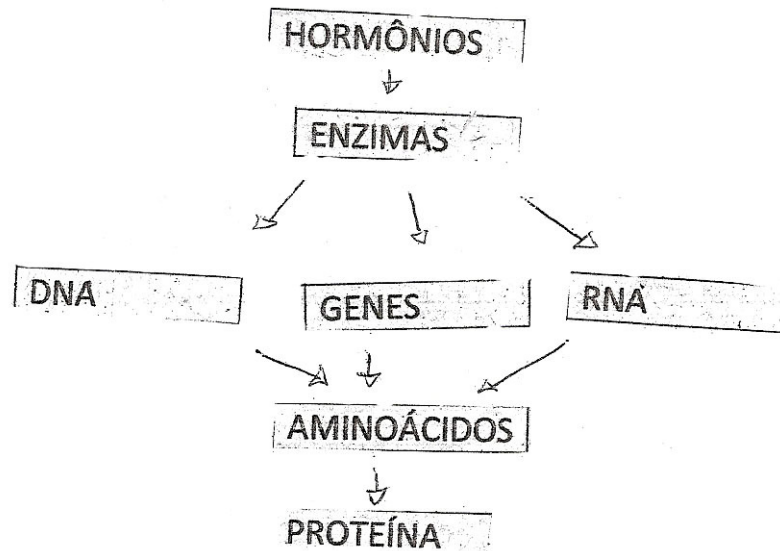 HORMÔNIOS
ENZIMAS
DNA
GENES
RNA
AMINOÁCIDOS
PROTEÍNA